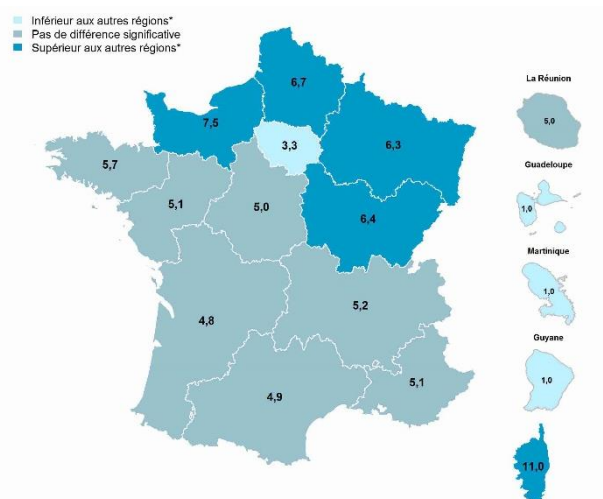 Inférieur aux autres régions*
Pas de différence significative
Supérieur aux autres régions*
6,7
La Réunion
7,5
5,0
3,3
6,3
5,7
Guadeloupe
5,1
5,0
1,0
6,4
Martinique
1,0
4,8
5,2
Guyane
5,1
1,0
4,9
11,0